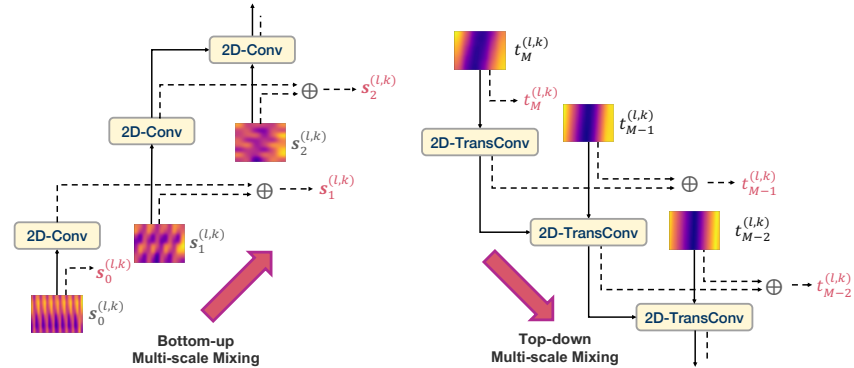 2D-Conv
⊕ s_2^{(l,k)}
2D-Conv
s_2^{(l,k)}
⊕ s_1^{(l,k)}
2D-Conv
s_1^{(l,k)}
s_0^{(l,k)}
s_0^{(l,k)}
Bottom-up
Multi-scale Mixing
t_M^{(l,k)}
t_M^{(l,k)}
t_{M-1}^{(l,k)}
2D-TransConv
⊕ t_{M-1}^{(l,k)}
2D-TransConv
t_{M-2}^{(l,k)}
⊕ t_{M-2}^{(l,k)}
2D-TransConv
Top-down
Multi-scale Mixing